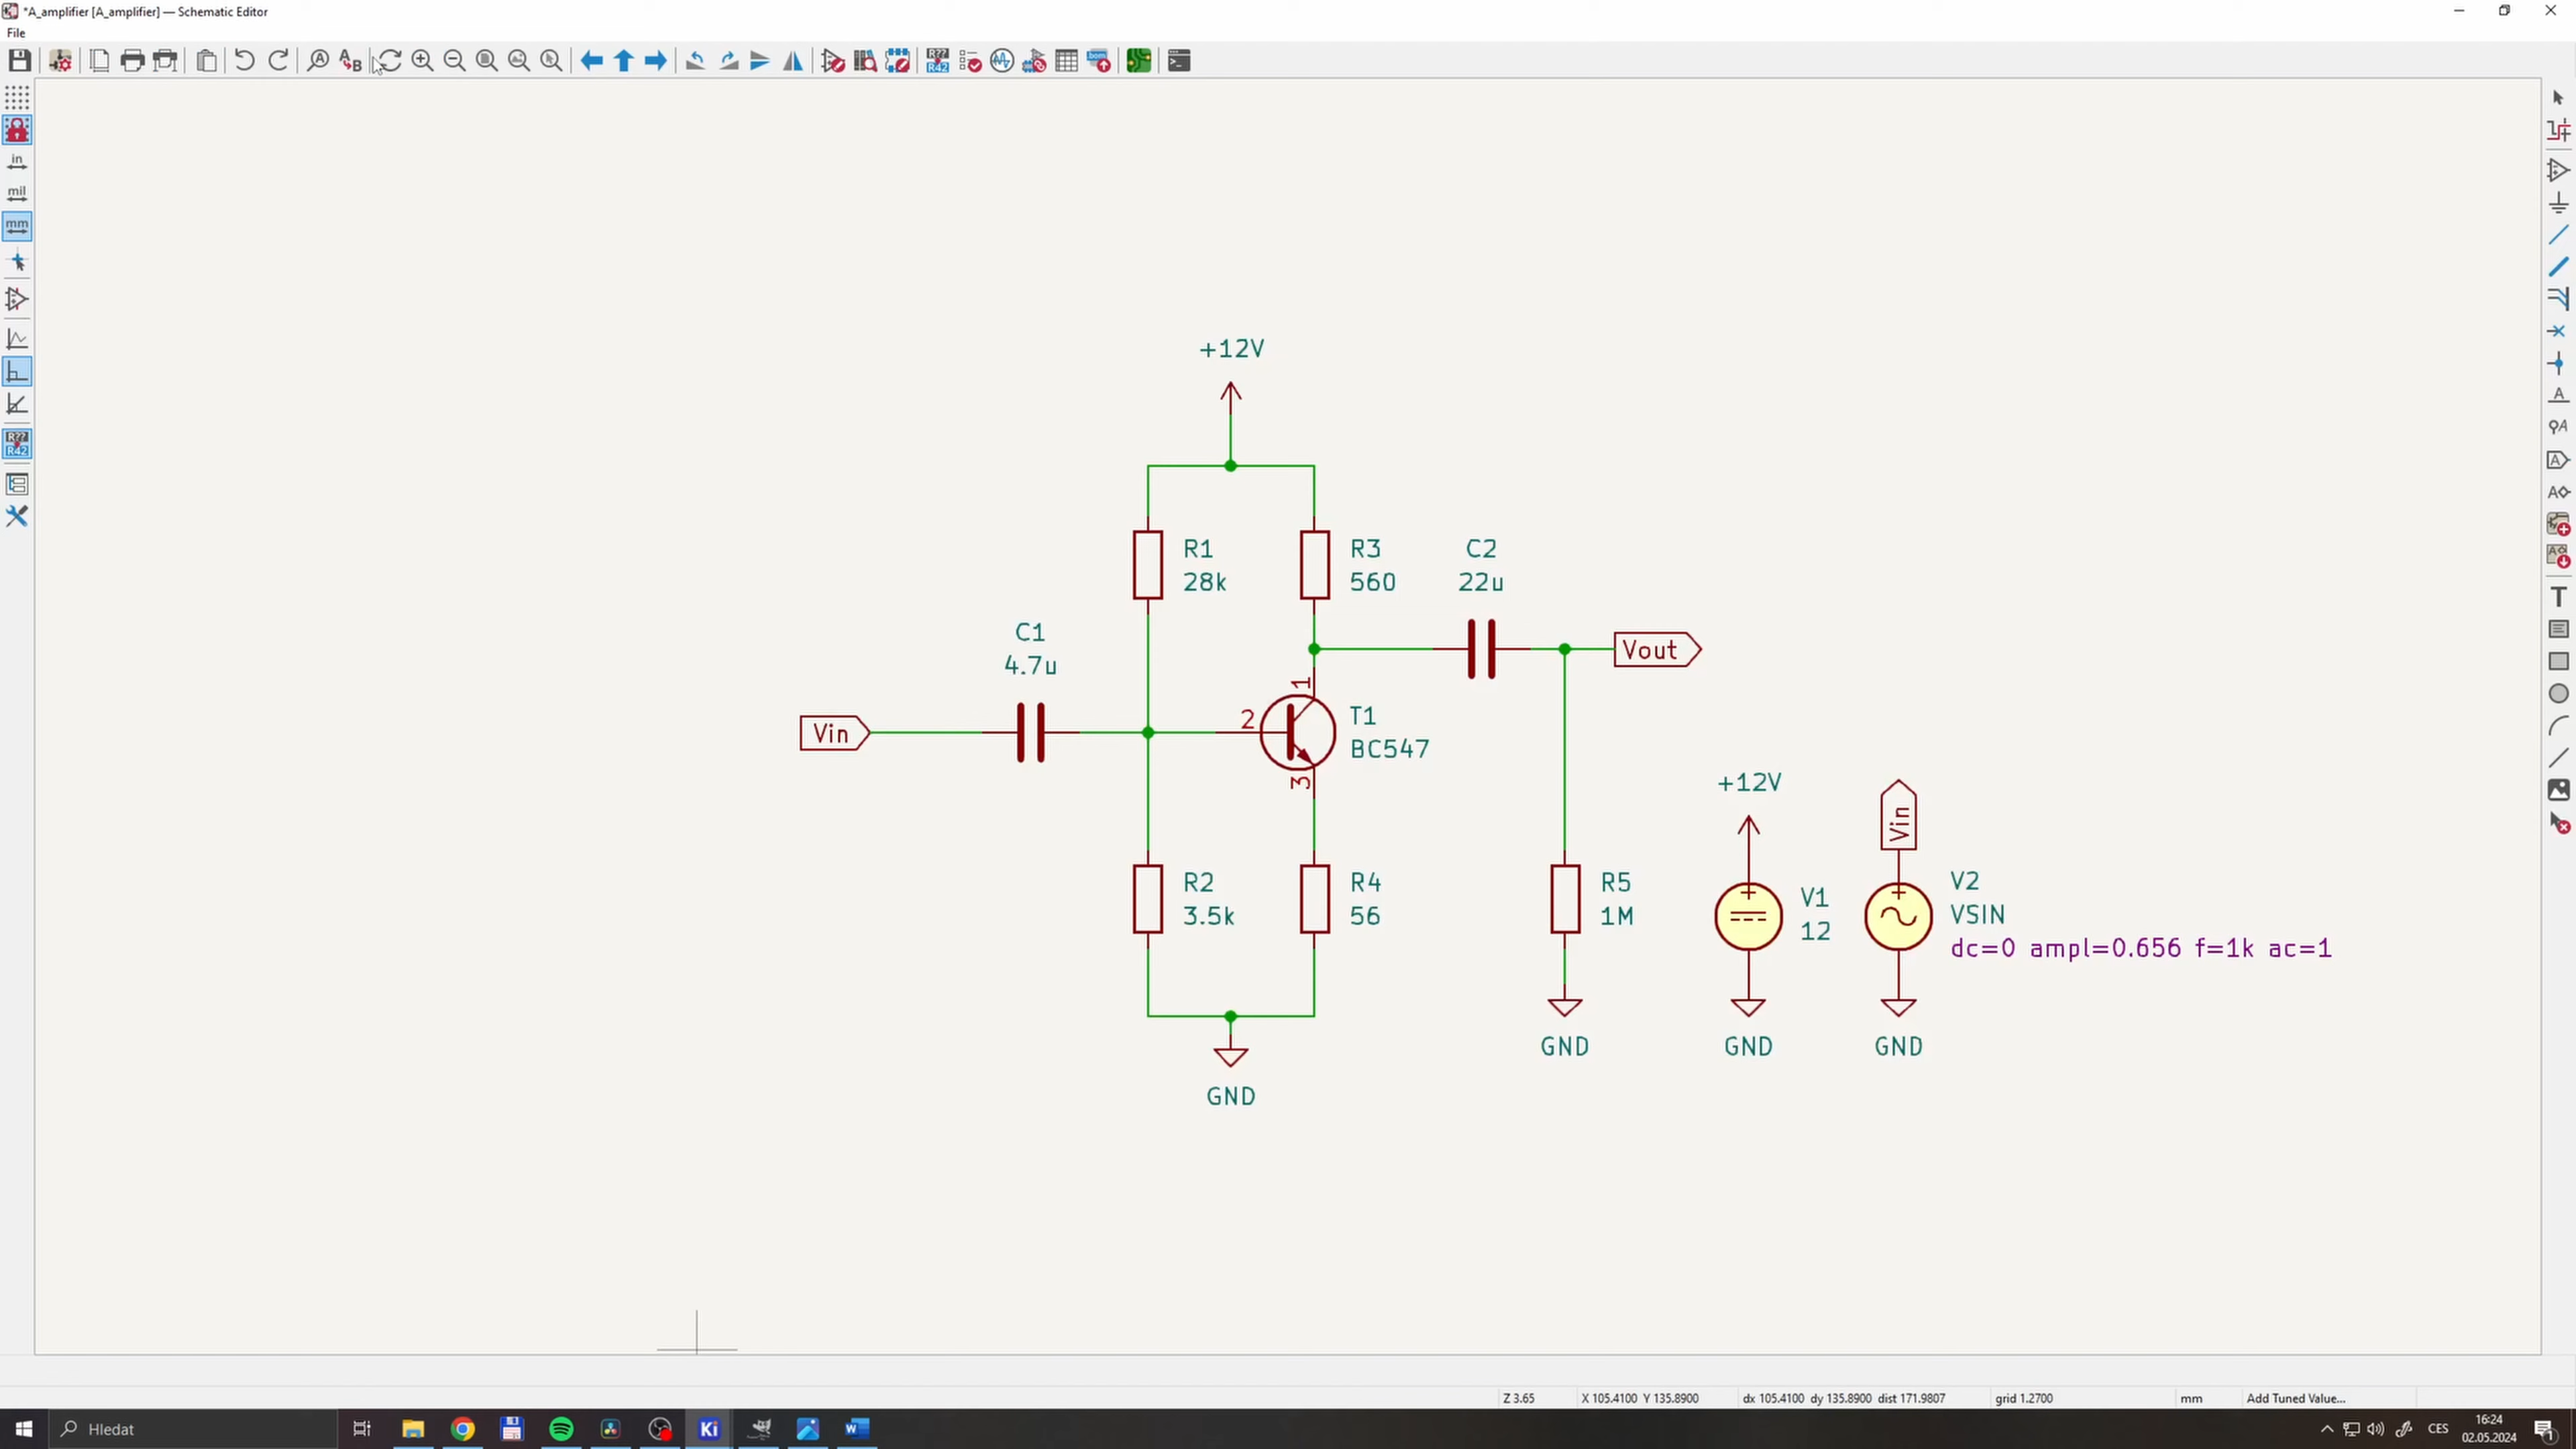 *A_amplifier [A_amplifier] — Schematic Editor
File
in
mil
mm
R??
R42
R??
R42
+12V
R1
28k
R3
560
C2
22u
C1
4.7u
Vout
1
2
T1
BC547
Vin
3
+12V
Vin
R2
3.5k
R4
56
R5
1M
V1
12
V2
VSIN
dc=0 ampl=0.656 f=1k ac=1
GND
GND
GND
GND
Z 3.65
X 105.4100 Y 135.8900
dx 105.4100 dy 135.8900 dist 171.9807
grid 1.2700
mm
Add Tuned Value...
Hledat
Ki
CES
16:24
02.05.2024